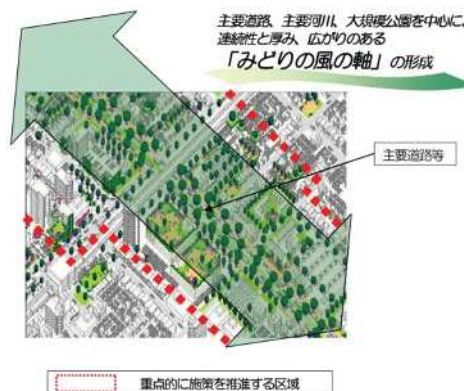 主要道路、主要河川、大規模公園を中心に、
連続性と厚み、広がりのある
「みどりの風の軸」の形成
主要道路等
重点的に施策を推進する区域